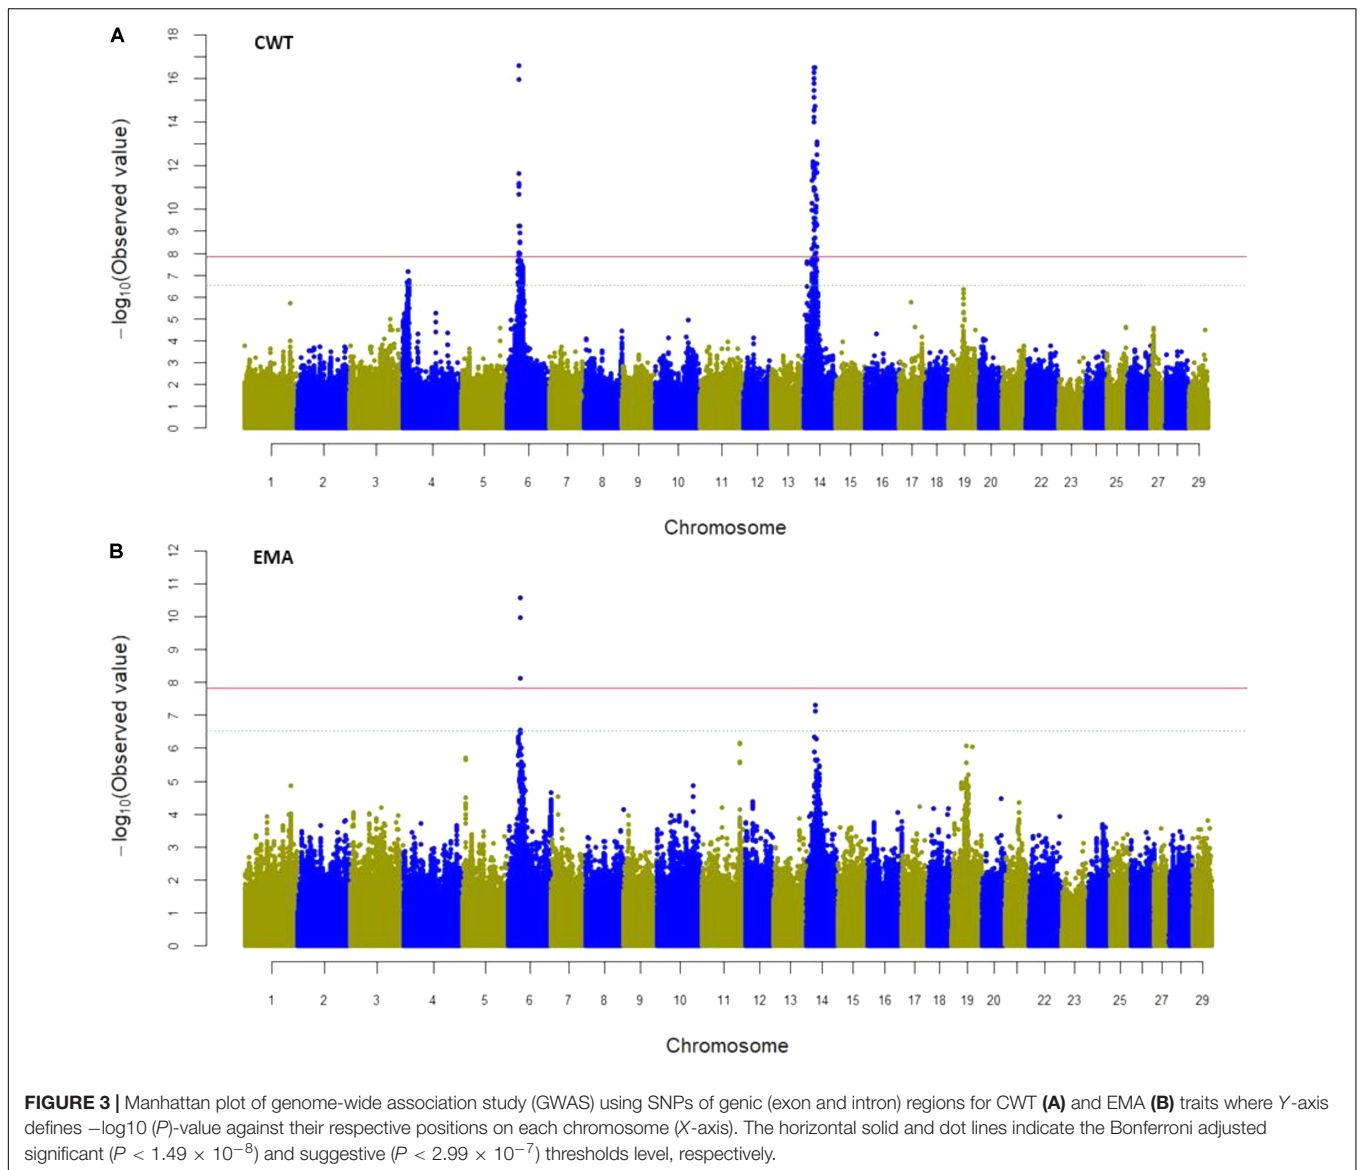 A
CWT
18
16
14
12
10
9
8
7
6
5
4
3
2
1
0
−log10(Observed value)
1 2 3 4 5 6 7 8 9 10 11 12 13 14 15 16 17 18 19 20 22 23 25 27 29
Chromosome
B
EMA
12
11
10
9
8
7
6
5
4
3
2
1
0
−log10(Observed value)
1 2 3 4 5 6 7 8 9 10 11 12 13 14 15 16 17 18 19 20 22 23 25 27 29
Chromosome
FIGURE 3 | Manhattan plot of genome-wide association study (GWAS) using SNPs of genic (exon and intron) regions for CWT (A) and EMA (B) traits where Y-axis
defines −log10 (P)-value against their respective positions on each chromosome (X-axis). The horizontal solid and dot lines indicate the Bonferroni adjusted
significant (P < 1.49 × 10−8) and suggestive (P < 2.99 × 10−7) thresholds level, respectively.